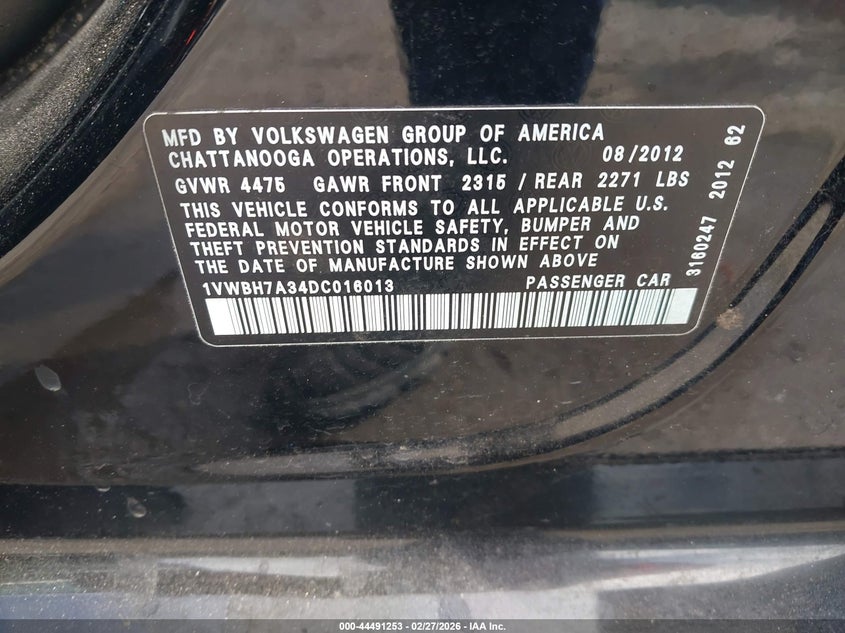 MFD BY VOLKSWAGEN GROUP OF AMERICA
CHATTANOOGA OPERATIONS, LLC. 08/2012
GVWR 4475 GAWR FRONT 2315 / REAR 2271 LBS
THIS VEHICLE CONFORMS TO ALL APPLICABLE U.S.
FEDERAL MOTOR VEHICLE SAFETY, BUMPER AND
THEFT PREVENTION STANDARDS IN EFFECT ON
THE DATE OF MANUFACTURE SHOWN ABOVE
1VWBH7A34DC016013 PASSENGER CAR
3160247 2012 62
000-44491253 | 02/27/2026 | IAA Inc.